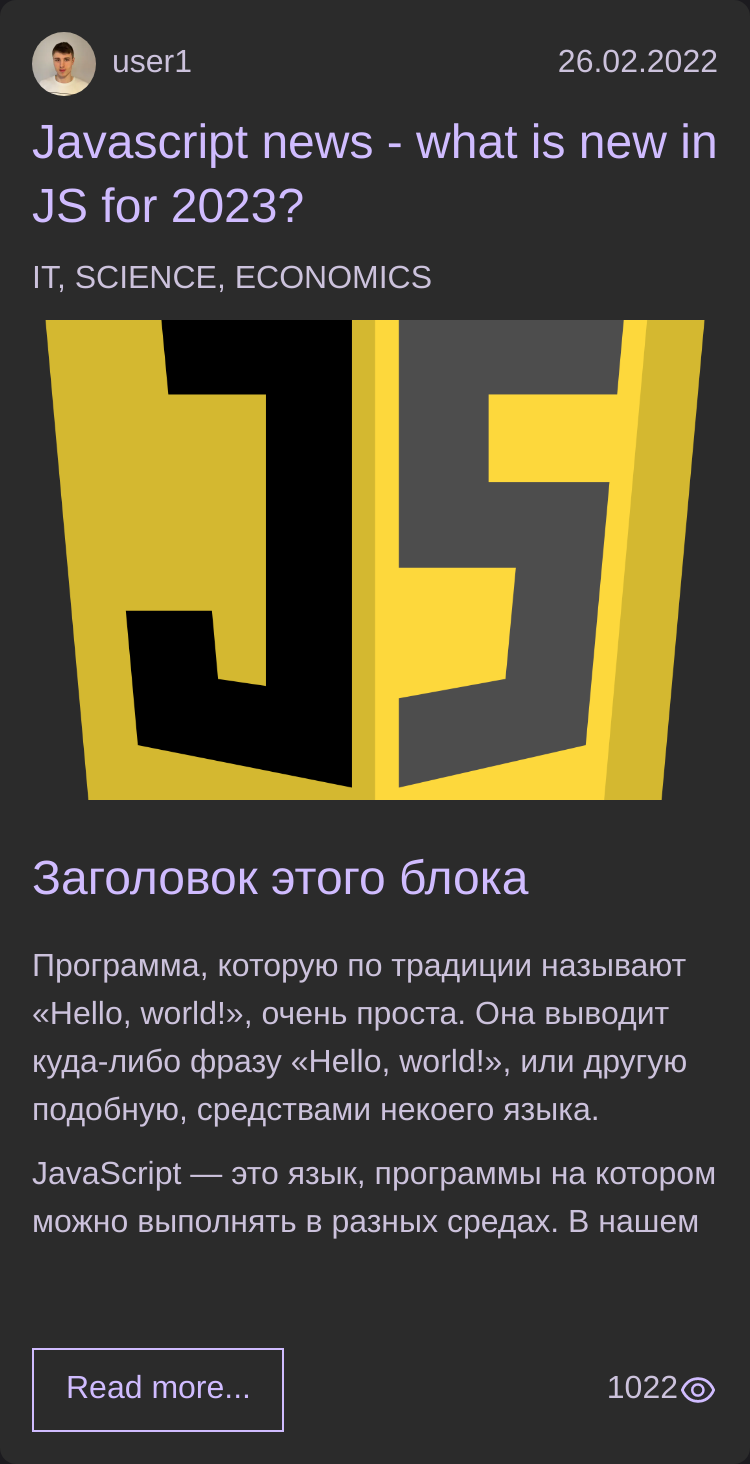 user1
26.02.2022
Javascript news - what is new in
JS for 2023?
IT, SCIENCE, ECONOMICS
JS
Заголовок этого блока
Программа, которую по традиции называют
«Hello, world!», очень проста. Она выводит
куда-либо фразу «Hello, world!», или другую
подобную, средствами некоего языка.
JavaScript — это язык, программы на котором
можно выполнять в разных средах. В нашем
Read more...
1022